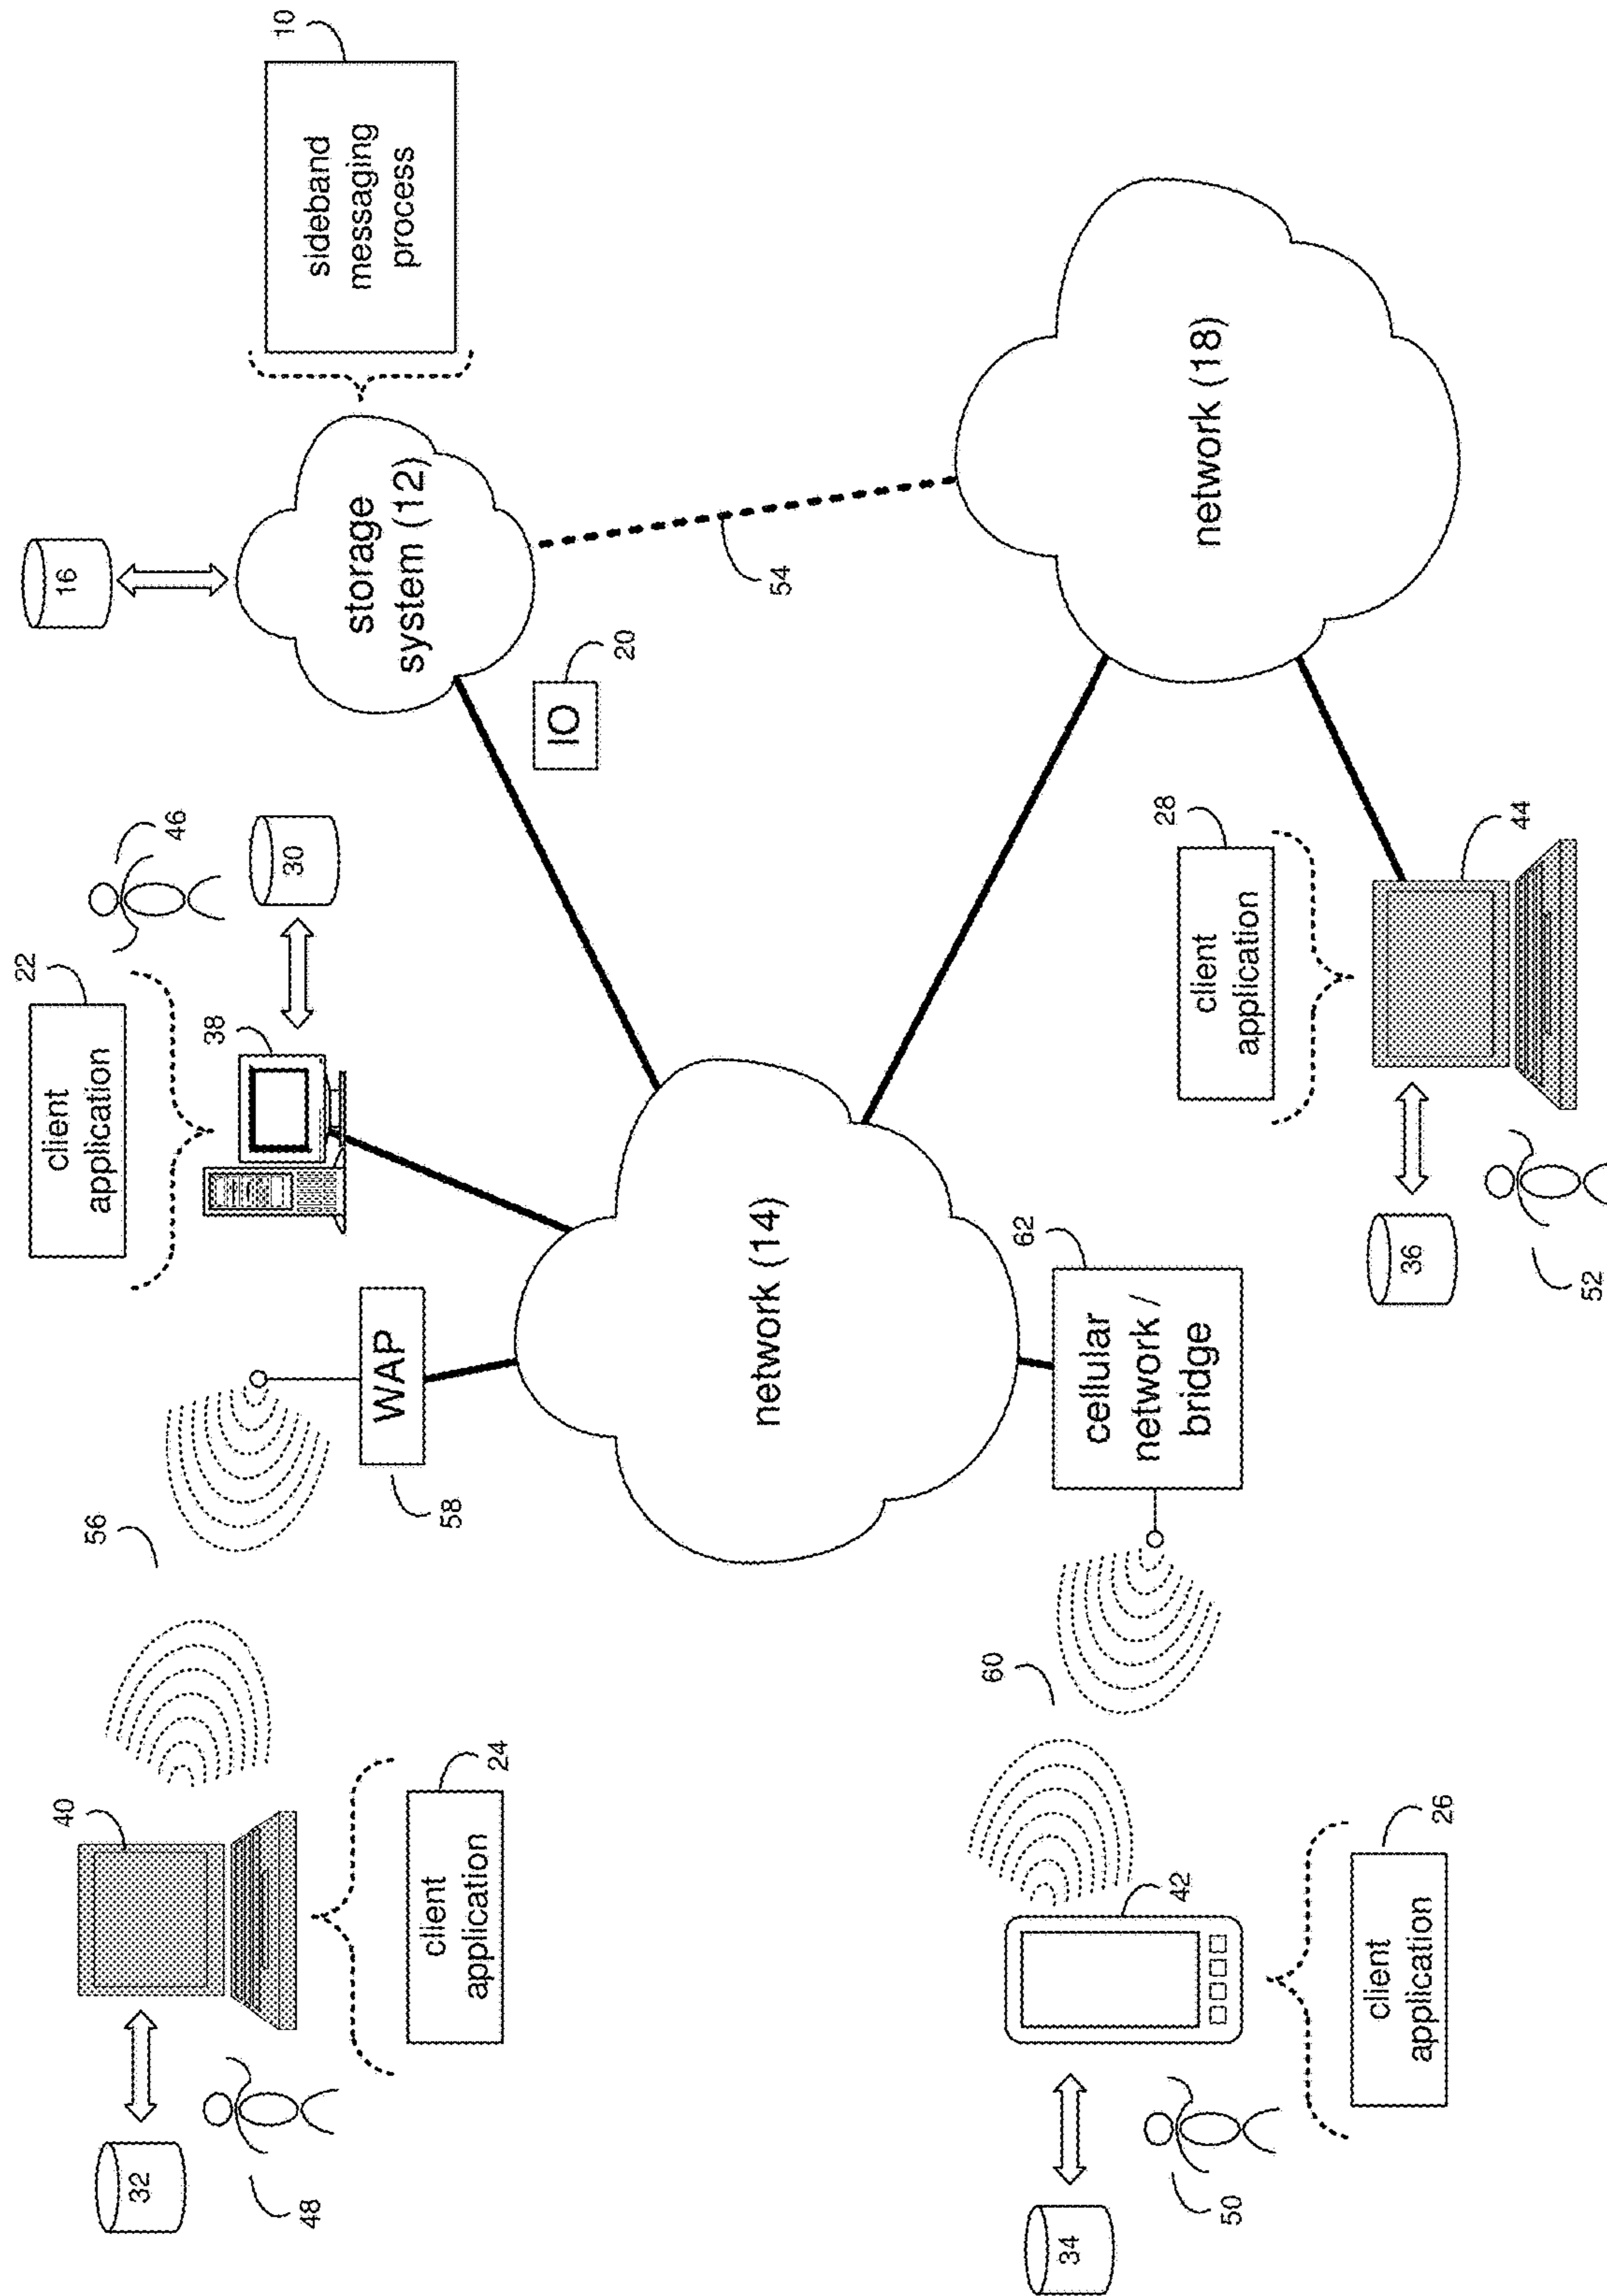 32
48
40
client
application
24
56
WAP
58
client
application
22
38
46
30
16
storage
system (12)
IO
20
sideband
messaging
process
10
34
50
42
client
application
26
60
cellular
network /
bridge
62
network (14)
54
network (18)
client
application
28
44
36
52